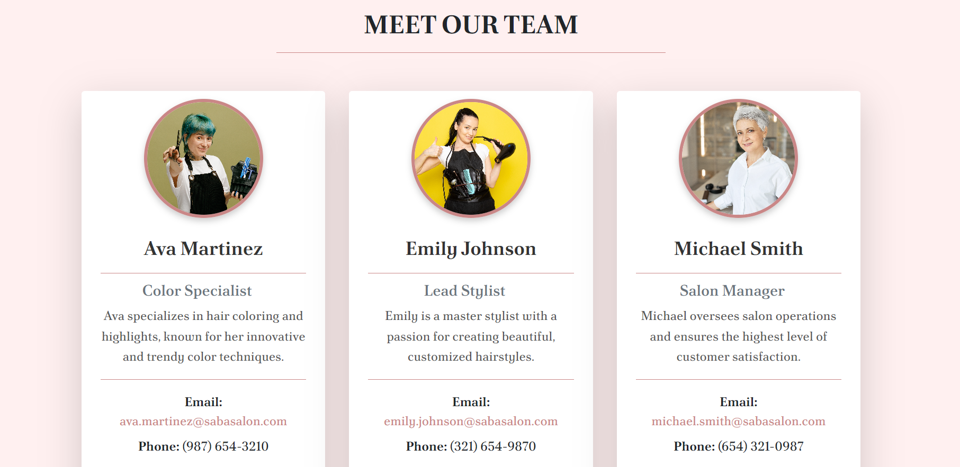 MEET OUR TEAM
Ava Martinez
Color Specialist
Ava specializes in hair coloring and
highlights, known for her innovative
and trendy color techniques.
Email:
ava.martinez@sabasalon.com
Phone: (987) 654-3210
Emily Johnson
Lead Stylist
Emily is a master stylist with a
passion for creating beautiful,
customized hairstyles.
Email:
emily.johnson@sabasalon.com
Phone: (321) 654-9870
Michael Smith
Salon Manager
Michael oversees salon operations
and ensures the highest level of
customer satisfaction.
Email:
michael.smith@sabasalon.com
Phone: (654) 321-0987